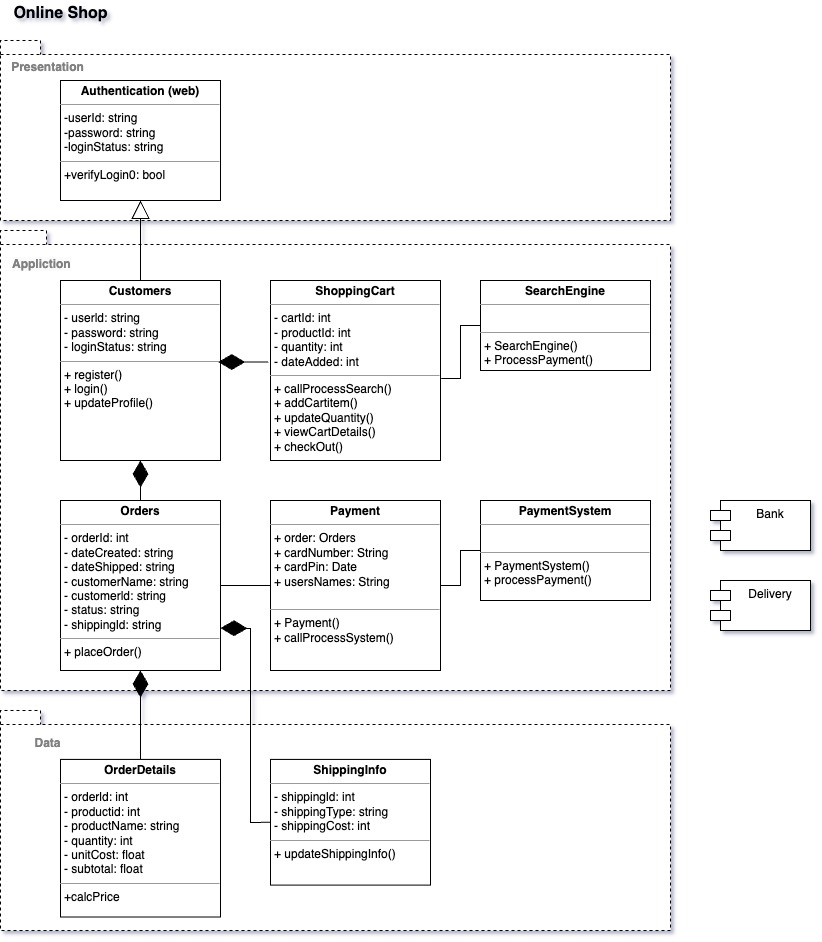 Online Shop
Presentation
Authentication (web)
-userId: string
-password: string
-loginStatus: string
+verifyLogin0: bool
Appliction
Customers
- userId: string
- password: string
- loginStatus: string
+ register()
+ login()
+ updateProfile()
ShoppingCart
- cartId: int
- productId: int
- quantity: int
- dateAdded: int
+ callProcessSearch()
+ addCartitem()
+ updateQuantity()
+ viewCartDetails()
+ checkOut()
SearchEngine
+ SearchEngine()
+ ProcessPayment()
Orders
- orderId: int
- dateCreated: string
- dateShipped: string
- customerName: string
- customerId: string
- status: string
- shippingId: string
+ placeOrder()
Payment
+ order: Orders
+ cardNumber: String
+ cardPin: Date
+ usersNames: String
+ Payment()
+ callProcessSystem()
PaymentSystem
+ PaymentSystem()
+ processPayment()
Bank
Delivery
Data
OrderDetails
- orderId: int
- productid: int
- productName: string
- quantity: int
- unitCost: float
- subtotal: float
+calcPrice
ShippingInfo
- shippingId: int
- shippingType: string
- shippingCost: int
+ updateShippingInfo()